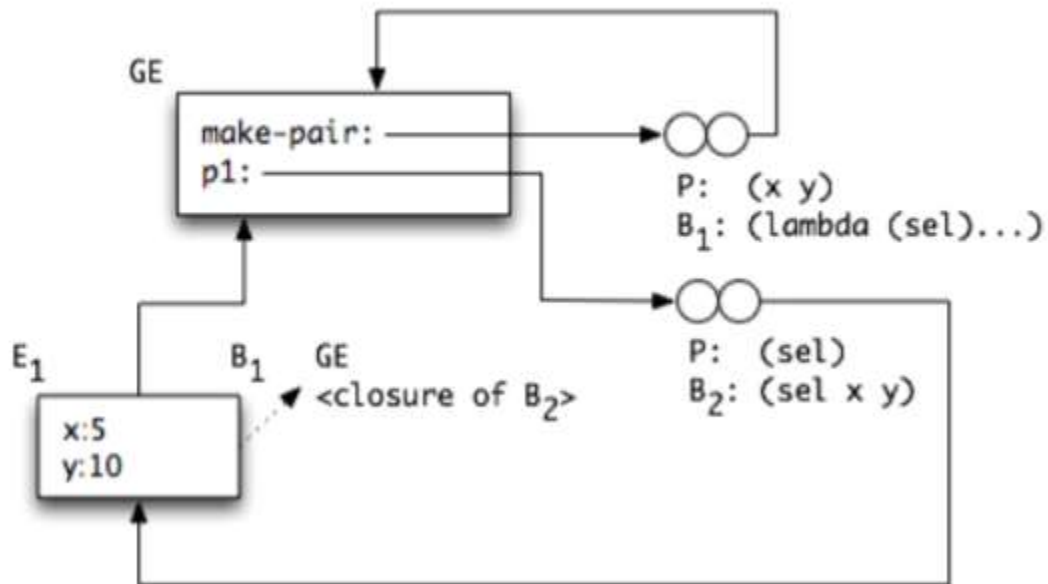 GE
make-pair:
p1:
P: (x y)
B₁: (lambda (sel)...)
P: (sel)
B₂: (sel x y)
E₁
B₁
GE
<closure of B₂>
x:5
y:10